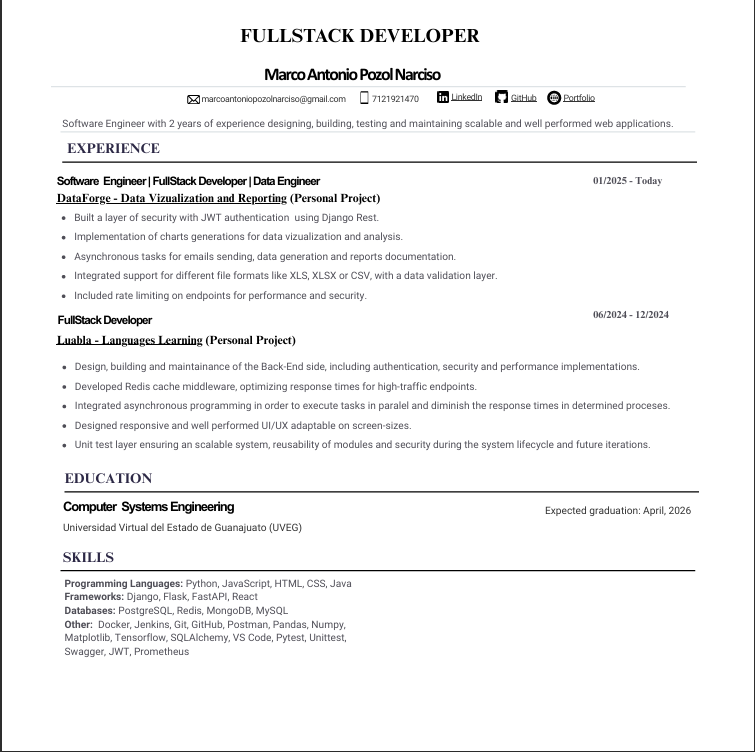 FULLSTACK DEVELOPER
Marco Antonio Pozol Narciso
marcoantoniopozolnarciso@gmail.com 7121921470 LinkedIn GitHub Portfolio
Software Engineer with 2 years of experience designing, building, testing and maintaining scalable and well performed web applications.
EXPERIENCE
Software Engineer | FullStack Developer | Data Engineer 01/2025 - Today
DataForge - Data Vizualization and Reporting (Personal Project)
• Built a layer of security with JWT authentication using Django Rest.
• Implementation of charts generations for data vizualization and analysis.
• Asynchronous tasks for emails sending, data generation and reports documentation.
• Integrated support for different file formats like XLS, XLSX or CSV, with a data validation layer.
• Included rate limiting on endpoints for performance and security.
FullStack Developer 06/2024 - 12/2024
Luabla - Languages Learning (Personal Project)
• Design, building and maintainance of the Back-End side, including authentication, security and performance implementations.
• Developed Redis cache middleware, optimizing response times for high-traffic endpoints.
• Integrated asynchronous programming in order to execute tasks in paralel and diminish the response times in determined proceses.
• Designed responsive and well performed UI/UX adaptable on screen-sizes.
• Unit test layer ensuring an scalable system, reusability of modules and security during the system lifecycle and future iterations.
EDUCATION
Computer Systems Engineering Expected graduation: April, 2026
Universidad Virtual del Estado de Guanajuato (UVEG)
SKILLS
Programming Languages: Python, JavaScript, HTML, CSS, Java
Frameworks: Django, Flask, FastAPI, React
Databases: PostgreSQL, Redis, MongoDB, MySQL
Other: Docker, Jenkins, Git, GitHub, Postman, Pandas, Numpy,
Matplotlib, Tensorflow, SQLAlchemy, VS Code, Pytest, Unittest,
Swagger, JWT, Prometheus